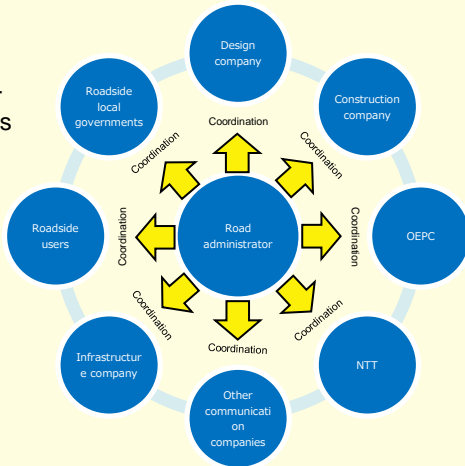 Design
company
Roadside
local
governments
Construction
company
s
Coordination
Coordination
Coordination
Roadside
users
Coordination
Road
administrator
Coordination
OEPC
Coordination
Coordination
Coordination
Infrastructur
e company
NTT
Other
communicati
on
companies